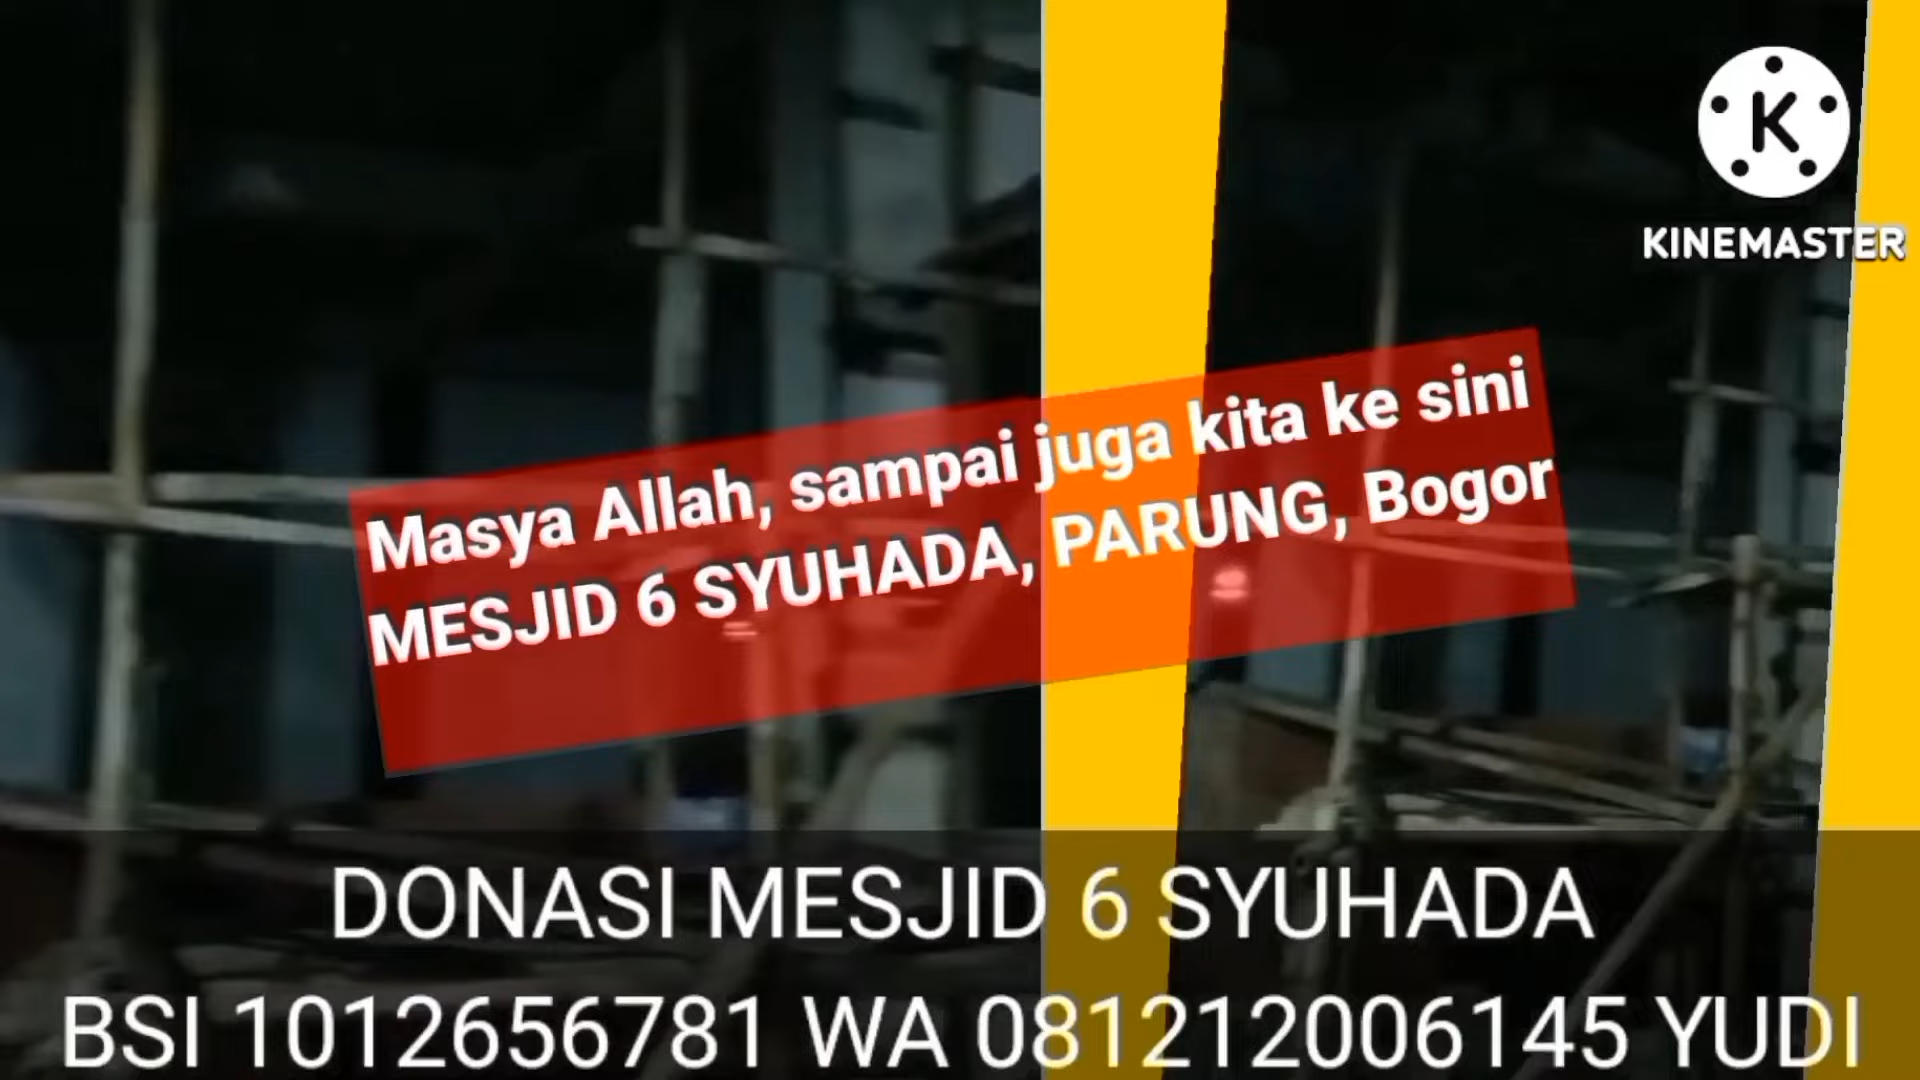 K
KINEMASTER
Masya Allah, sampai juga kita ke sini
MESJID 6 SYUHADA, PARUNG, Bogor
DONASI MESJID 6 SYUHADA
BSI 1012656781 WA 081212006145 YUDI